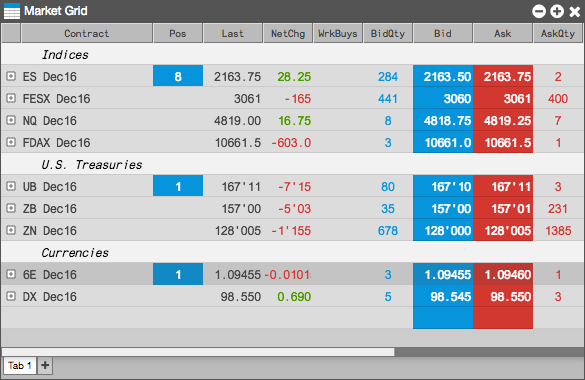 Market Grid
Contract Pos Last NetChg WrkBuys BidQty Bid Ask AskQty
Indices
ES Dec16 8 2163.75 28.25 284 2163.50 2163.75 2
FESX Dec16 3061 -165 441 3060 3061 400
NQ Dec16 4819.00 16.75 8 4818.75 4819.25 7
FDAX Dec16 10661.5 -603.0 3 10661.0 10661.5 1
U.S. Treasuries
UB Dec16 1 167'11 -7'15 80 167'10 167'11 3
ZB Dec16 157'00 -5'03 35 157'00 157'01 231
ZN Dec16 128'005 -1'155 678 128'000 128'005 1385
Currencies
6E Dec16 1 1.09455 -0.0101 3 1.09455 1.09460 1
DX Dec16 98.550 0.690 5 98.545 98.550 3
Tab 1 +